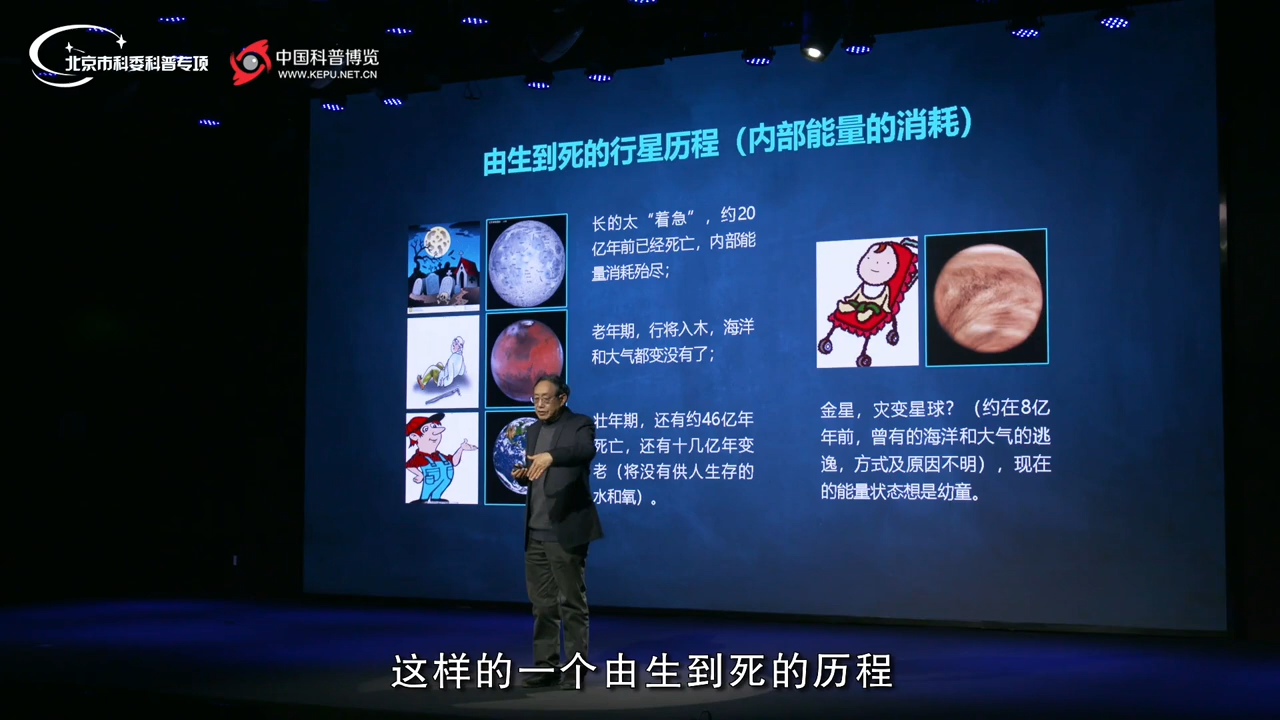 北京市科委科普专项
中国科普博览
WWW.KEPU.NET.CN
由生到死的行星历程（内部能量的消耗）
长的太“着急”，约20
亿年前已经死亡，内部能
量消耗殆尽；
老年期，行将入木，海洋
和大气都变没有了；
壮年期，还有约46亿年
死亡，还有十几亿年变
老（将没有供人生存的
水和氧）。
金星，灾变星球？（约在8亿
年前，曾有的海洋和大气的逃
逸，方式及原因不明），现在
的能量状态想是幼童。
这样的一个由生到死的历程